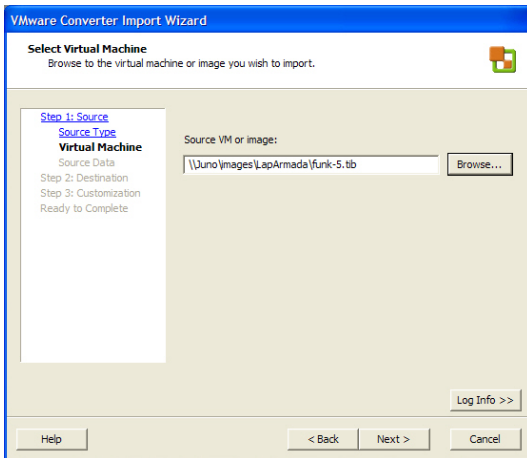 VMware Converter Import Wizard
Select Virtual Machine
Browse to the virtual machine or image you wish to import.
Step 1: Source
Source Type
Virtual Machine
Source Data
Step 2: Destination
Step 3: Customization
Ready to Complete
Source VM or image:
\\Juno\images\LapArmada\funk-5.tib
Browse...
Log Info >>
Help
< Back
Next >
Cancel